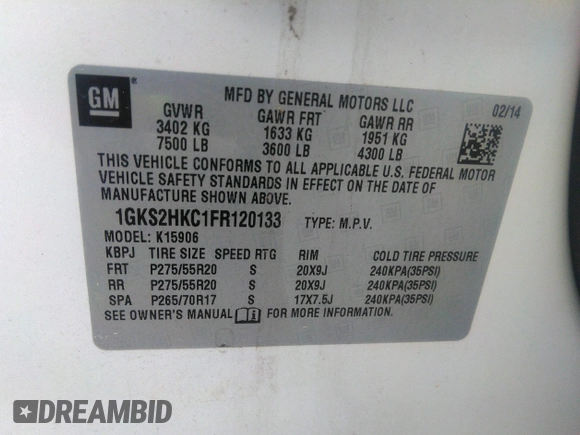 GM
MFD BY GENERAL MOTORS LLC 02/14
GVWR GAWR FRT GAWR RR
3402 KG 1633 KG 1951 KG
7500 LB 3600 LB 4300 LB
THIS VEHICLE CONFORMS TO ALL APPLICABLE U.S. FEDERAL MOTOR
VEHICLE SAFETY STANDARDS IN EFFECT ON THE DATE OF
MANUFACTURE SHOWN ABOVE.
1GKS2HKC1FR120133 TYPE: M.P.V.
MODEL: K15906
KBPJ TIRE SIZE SPEED RTG RIM COLD TIRE PRESSURE
FRT P275/55R20 S 20X9J 240KPA(35PSI)
RR P275/55R20 S 20X9J 240KPA(35PSI)
SPA P265/70R17 S 17X7.5J 240KPA(35PSI)
SEE OWNER'S MANUAL FOR MORE INFORMATION.
DREAMBID